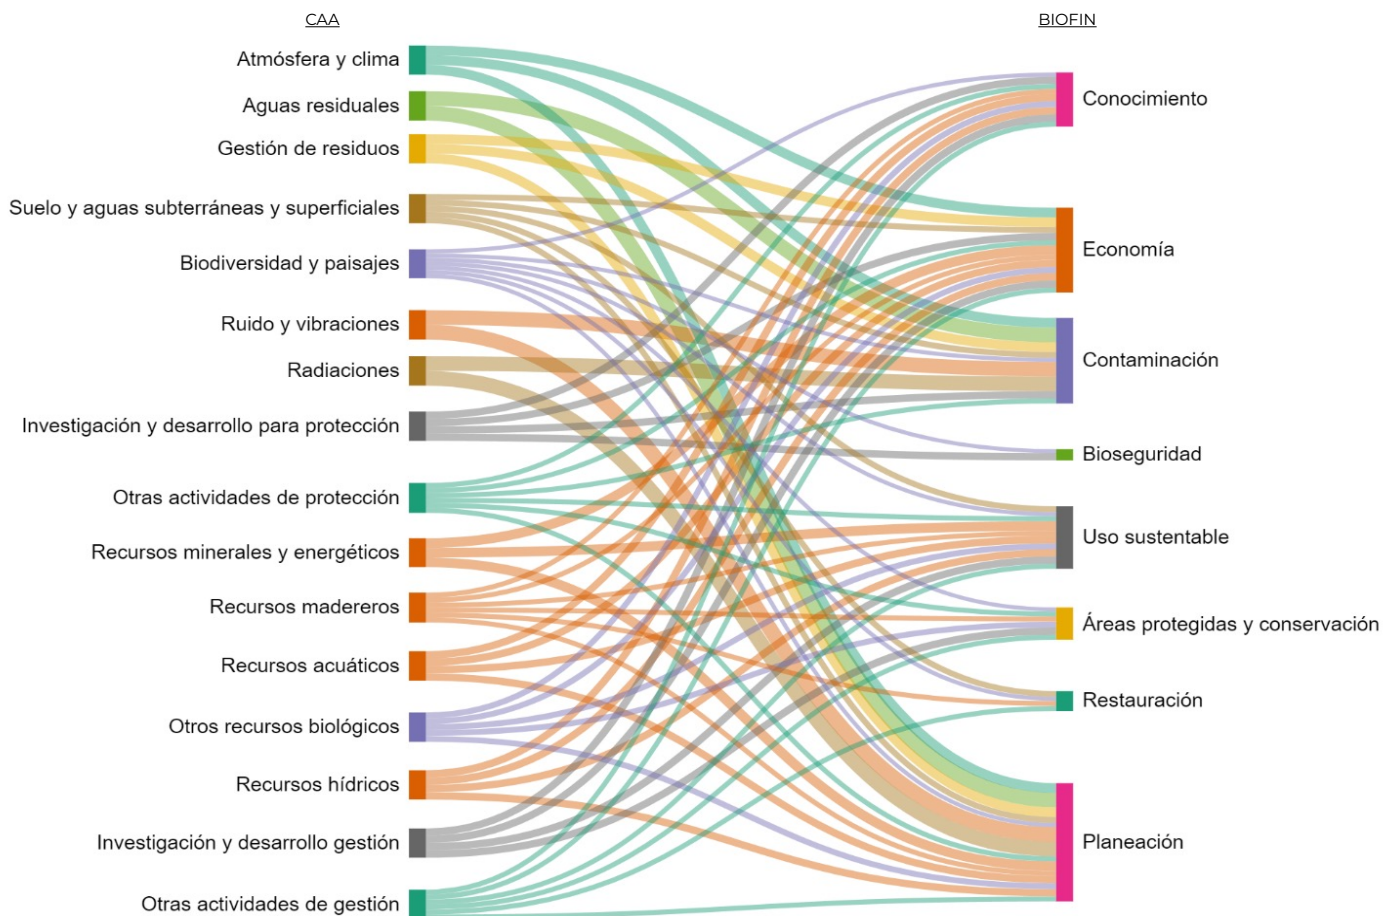 CAA
BIOFIN
Atmósfera y clima
Aguas residuales
Gestión de residuos
Suelo y aguas subterráneas y superficiales
Biodiversidad y paisajes
Ruido y vibraciones
Radiaciones
Investigación y desarrollo para protección
Otras actividades de protección
Recursos minerales y energéticos
Recursos madereros
Recursos acuáticos
Otros recursos biológicos
Recursos hídricos
Investigación y desarrollo gestión
Otras actividades de gestión
Conocimiento
Economía
Contaminación
Bioseguridad
Uso sustentable
Áreas protegidas y conservación
Restauración
Planeación